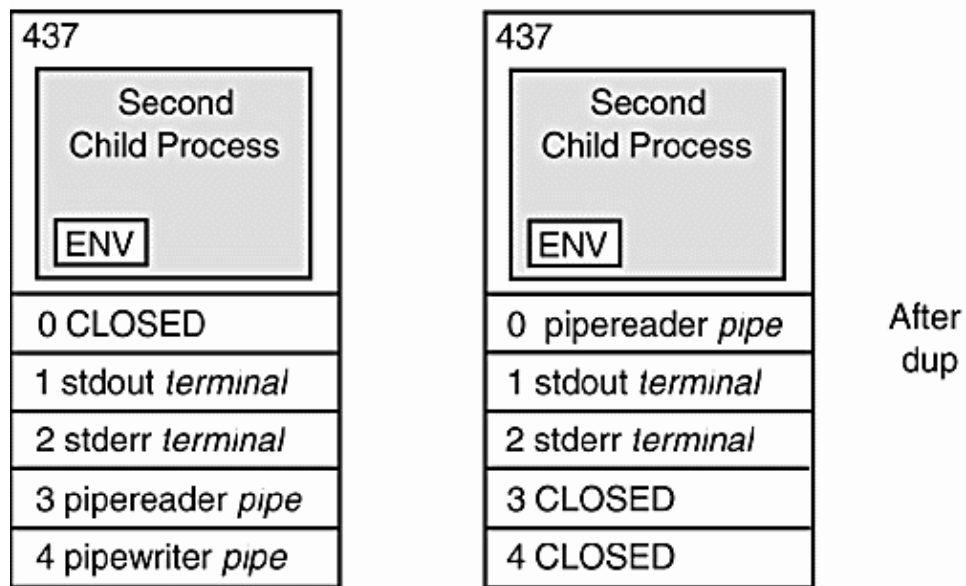 437
Second
Child Process
ENV
0 CLOSED
1 stdout terminal
2 stderr terminal
3 pipereader pipe
4 pipewriter pipe
437
Second
Child Process
ENV
0 pipereader pipe
1 stdout terminal
2 stderr terminal
3 CLOSED
4 CLOSED
After
dup